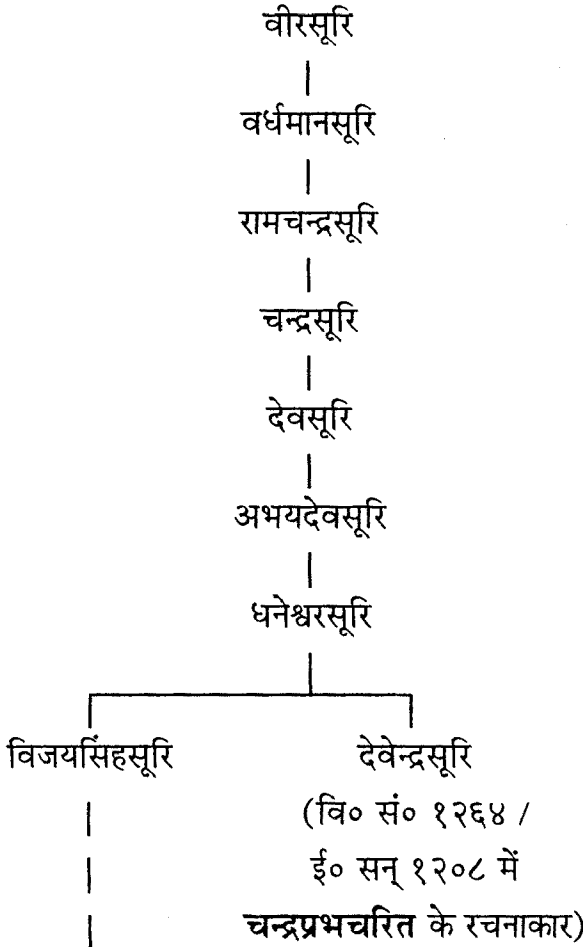 वीरसूरि
वर्धमानसूरि
रामचन्द्रसूरि
चन्द्रसूरि
देवसूरि
अभयदेवसूरि
धनेश्वरसूरि
विजयसिंहसूरि देवेन्द्रसूरि
(वि० सं० १२६४ /
ई० सन् १२०८ में
चन्द्रप्रभचरित के रचनाकार)